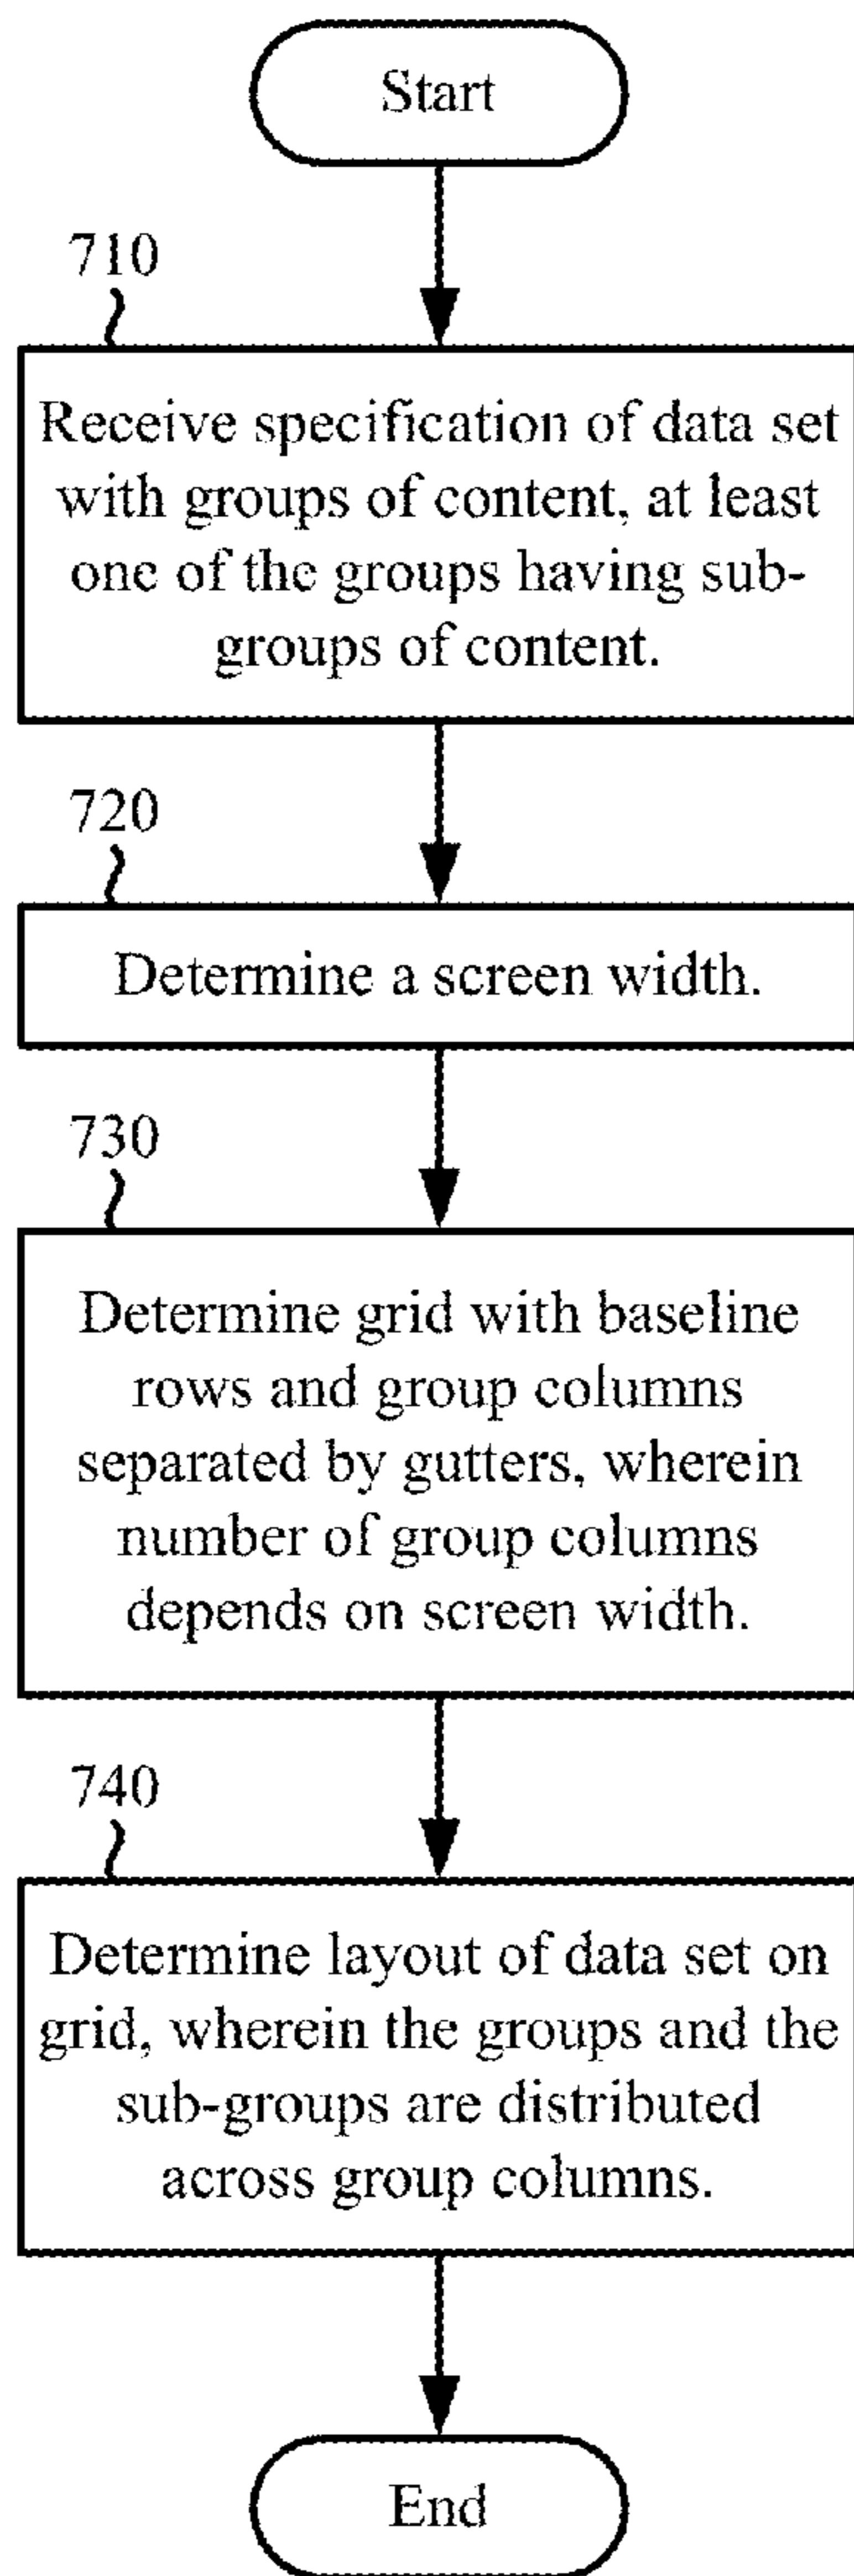 Start
710
Receive specification of data set
with groups of content, at least
one of the groups having sub-
groups of content.
720
Determine a screen width.
730
Determine grid with baseline
rows and group columns
separated by gutters, wherein
number of group columns
depends on screen width.
740
Determine layout of data set on
grid, wherein the groups and the
sub-groups are distributed
across group columns.
End